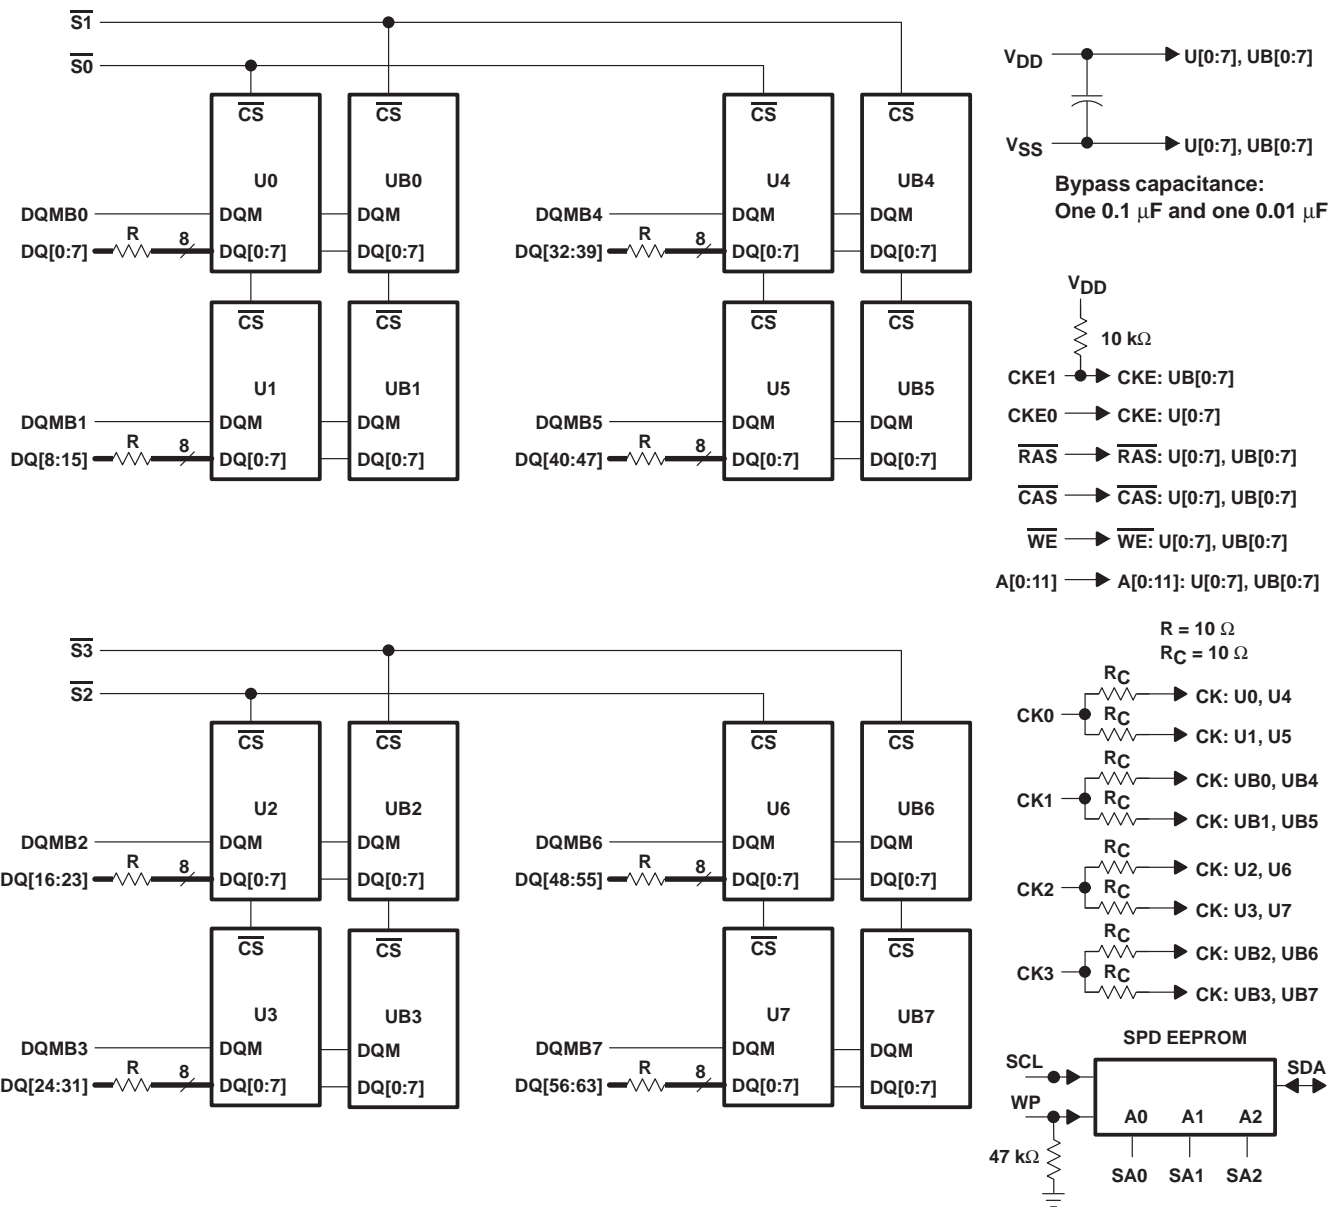 S1
S0
CS CS CS CS
U0 UB0 U4 UB4
DQMB0 DQM DQM DQMB4 DQM DQM
DQ[0:7] R 8 DQ[0:7] DQ[0:7] DQ[32:39] R 8 DQ[0:7] DQ[0:7]
CS CS CS CS
U1 UB1 U5 UB5
DQMB1 DQM DQM DQMB5 DQM DQM
DQ[8:15] R 8 DQ[0:7] DQ[0:7] DQ[40:47] R 8 DQ[0:7] DQ[0:7]
S3
S2
CS CS CS CS
U2 UB2 U6 UB6
DQMB2 DQM DQM DQMB6 DQM DQM
DQ[16:23] R 8 DQ[0:7] DQ[0:7] DQ[48:55] R 8 DQ[0:7] DQ[0:7]
CS CS CS CS
U3 UB3 U7 UB7
DQMB3 DQM DQM DQMB7 DQM DQM
DQ[24:31] R 8 DQ[0:7] DQ[0:7] DQ[56:63] R 8 DQ[0:7] DQ[0:7]
VDD U[0:7], UB[0:7]
VSS U[0:7], UB[0:7]
Bypass capacitance:
One 0.1 μF and one 0.01 μF
VDD
10 kΩ
CKE1 CKE: UB[0:7]
CKE0 CKE: U[0:7]
RAS RAS: U[0:7], UB[0:7]
CAS CAS: U[0:7], UB[0:7]
WE WE: U[0:7], UB[0:7]
A[0:11] A[0:11]: U[0:7], UB[0:7]
R = 10 Ω
RC = 10 Ω
RC CK: U0, U4
CK0
RC CK: U1, U5
RC CK: UB0, UB4
CK1
RC CK: UB1, UB5
RC CK: U2, U6
CK2
RC CK: U3, U7
RC CK: UB2, UB6
CK3
RC CK: UB3, UB7
SPD EEPROM
SCL SDA
WP A0 A1 A2
47 kΩ SA0 SA1 SA2